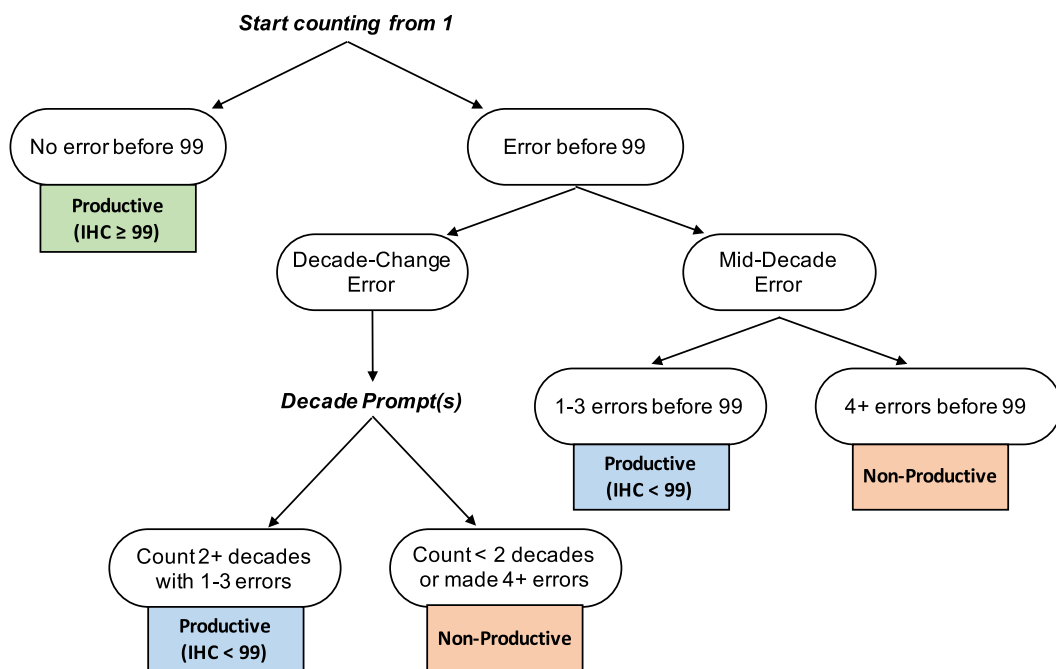 Start counting from 1
No error before 99
Productive
(IHC ≥ 99)
Error before 99
Decade-Change
Error
Mid-Decade
Error
Decade Prompt(s)
1-3 errors before 99
Productive
(IHC < 99)
4+ errors before 99
Non-Productive
Count 2+ decades
with 1-3 errors
Productive
(IHC < 99)
Count < 2 decades
or made 4+ errors
Non-Productive